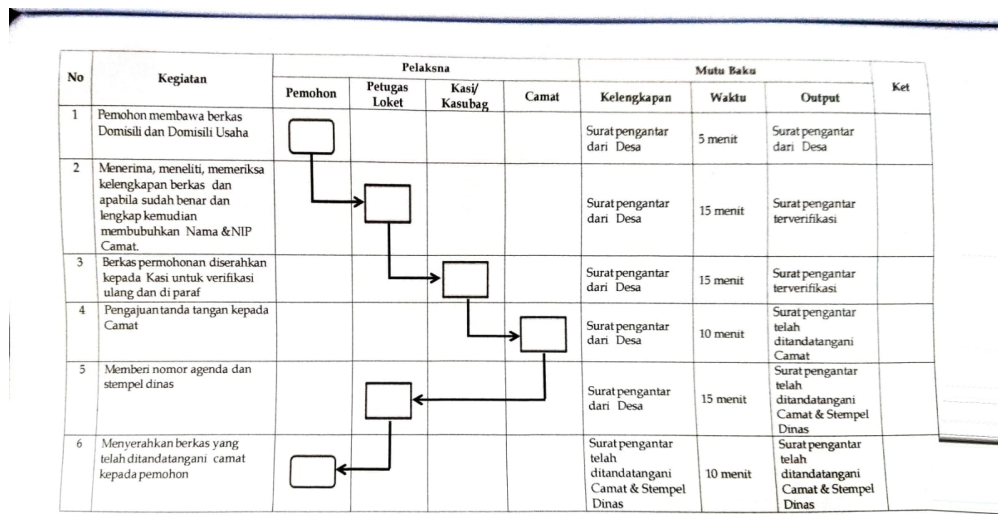 No
Kegiatan
Pelaksna
Mutu Baku
Ket
Pemohon
Petugas
Loket
Kasi/
Kasubag
Camat
Kelengkapan
Waktu
Output
1
Pemohon membawa berkas
Domisili dan Domisili Usaha
Surat pengantar
dari Desa
5 menit
Surat pengantar
dari Desa
2
Menerima, meneliti, memeriksa
kelengkapan berkas dan
apabila sudah benar dan
lengkap kemudian
membubuhkan Nama &NIP
Camat.
Surat pengantar
dari Desa
15 menit
Surat pengantar
terverifikasi
3
Berkas permohonan diserahkan
kepada Kasi untuk verifikasi
ulang dan di paraf
Surat pengantar
dari Desa
15 menit
Surat pengantar
terverifikasi
4
Pengajuan tanda tangan kepada
Camat
Surat pengantar
dari Desa
10 menit
Surat pengantar
telah
ditandatangani
Camat
5
Memberi nomor agenda dan
stempel dinas
Surat pengantar
dari Desa
15 menit
Surat pengantar
telah
ditandatangani
Camat & Stempel
Dinas
6
Menyerahkan berkas yang
telah ditandatangani camat
kepada pemohon
Surat pengantar
telah
ditandatangani
Camat & Stempel
Dinas
10 menit
Surat pengantar
telah
ditandatangani
Camat & Stempel
Dinas